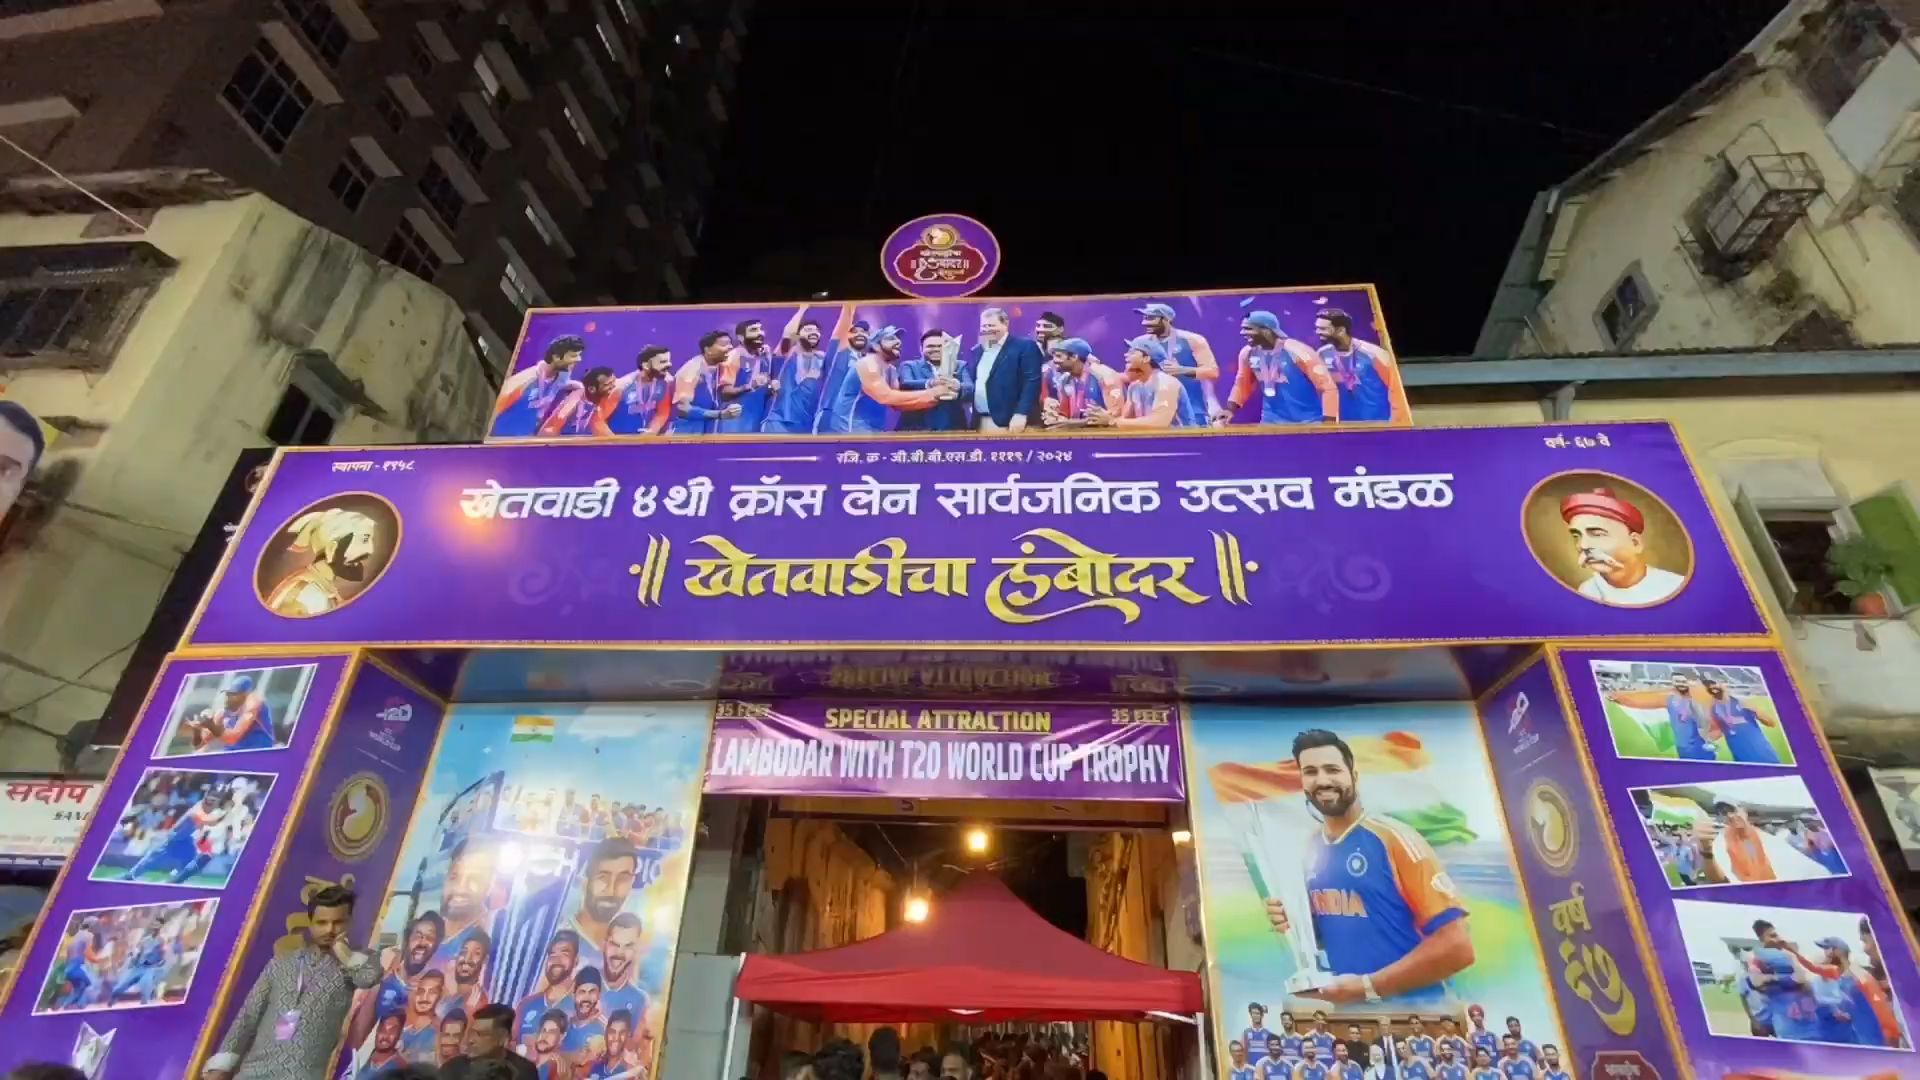 स्थापना - १९५८
रजि. क्र - जी.बी.बी.एस.डी. १११९ / २०२४
वर्ष- ६७ वे
खेतवाडी ४थी क्रॉस लेन सार्वजनिक उत्सव मंडळ
॥ खेतवाडीचा लंबोदर ॥
35 FEET
SPECIAL ATTRACTION
35 FEET
LAMBODAR WITH T20 WORLD CUP TROPHY
संदीप
INDIA
वर्ष
६७